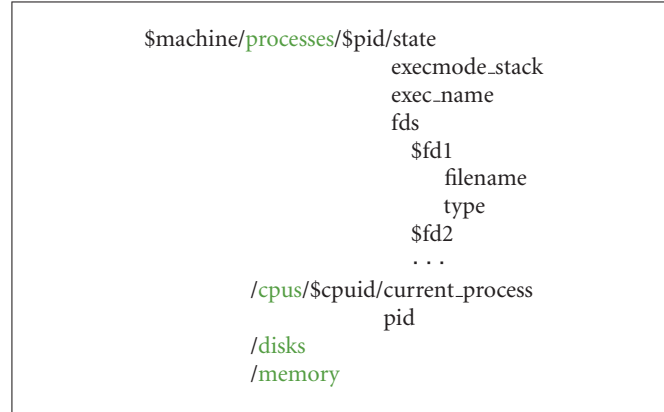 $machine/processes/$pid/state
execmode_stack
exec_name
fds
$fd1
filename
type
$fd2
. . .
/cpus/$cpuid/current_process
pid
/disks
/memory